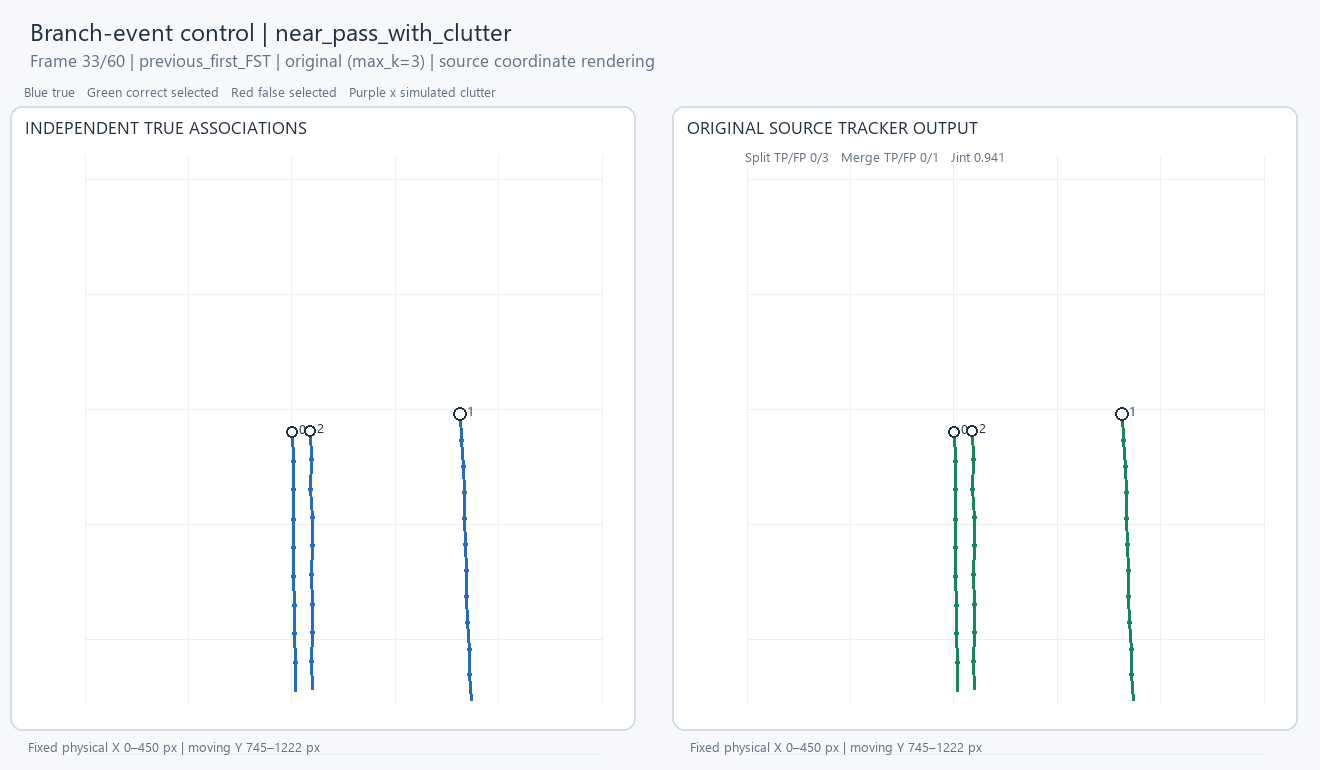 Branch-event control | near_pass_with_clutter
Frame 33/60 | previous_first_FST | original (max_k=3) | source coordinate rendering
Blue true   Green correct selected   Red false selected   Purple x simulated clutter
INDEPENDENT TRUE ASSOCIATIONS
0 2
1
Fixed physical X 0–450 px | moving Y 745–1222 px
ORIGINAL SOURCE TRACKER OUTPUT
Split TP/FP 0/3   Merge TP/FP 0/1   Jint 0.941
0 2
1
Fixed physical X 0–450 px | moving Y 745–1222 px